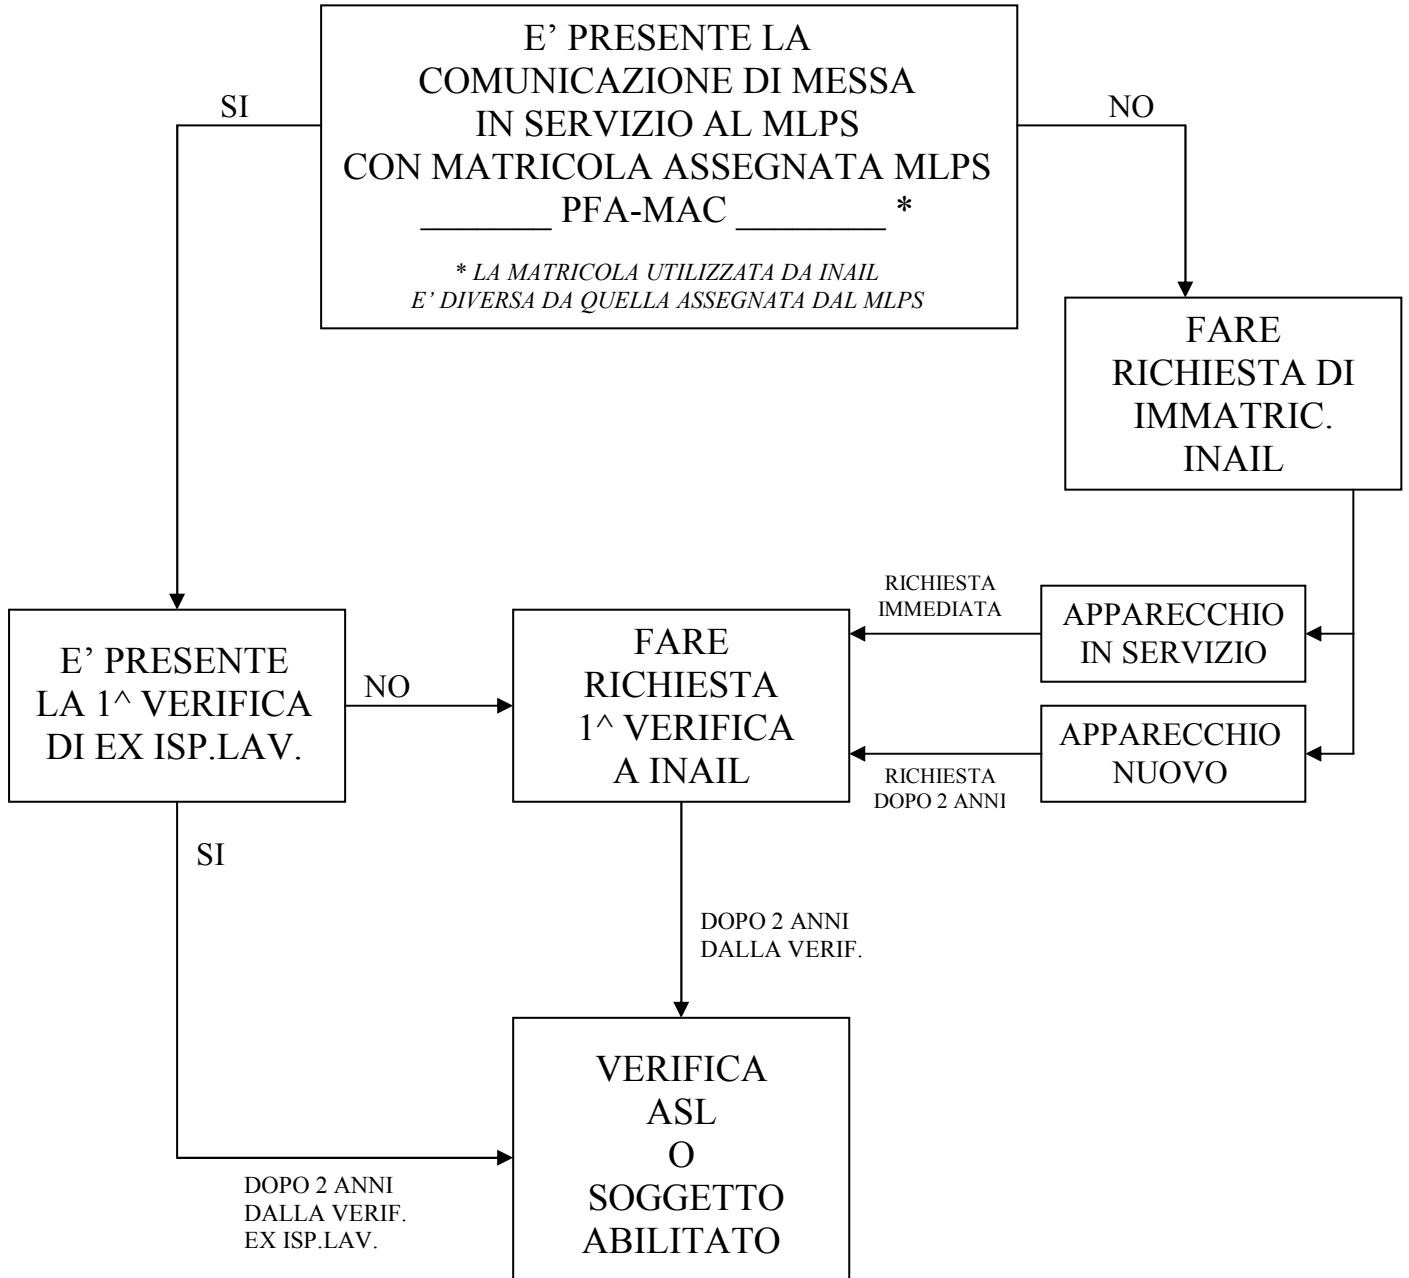 E’ PRESENTE LA
COMUNICAZIONE DI MESSA
IN SERVIZIO AL MLPS
CON MATRICOLA ASSEGNATA MLPS
_______ PFA-MAC ________ *
* LA MATRICOLA UTILIZZATA DA INAIL
E’ DIVERSA DA QUELLA ASSEGNATA DAL MLPS
SI
NO
FARE
RICHIESTA DI
IMMATRIC.
INAIL
RICHIESTA
IMMEDIATA
APPARECCHIO
IN SERVIZIO
E’ PRESENTE
LA 1^ VERIFICA
DI EX ISP.LAV.
NO
FARE
RICHIESTA
1^ VERIFICA
A INAIL
APPARECCHIO
NUOVO
RICHIESTA
DOPO 2 ANNI
SI
DOPO 2 ANNI
DALLA VERIF.
VERIFICA
ASL
O
SOGGETTO
ABILITATO
DOPO 2 ANNI
DALLA VERIF.
EX ISP.LAV.